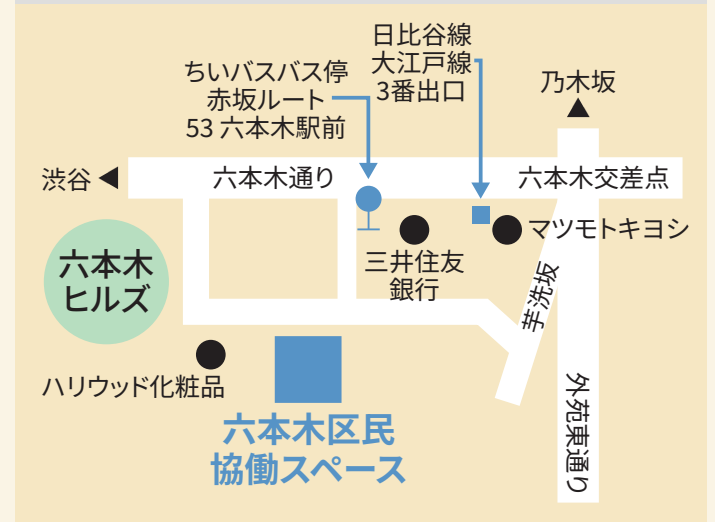 日比谷線
大江戸線
3番出口
ちいバスバス停
赤坂ルート
53 六本木駅前
乃木坂
渋谷
六本木通り
六本木交差点
マツモトキヨシ
六本木
ヒルズ
三井住友
銀行
芋洗坂
ハリウッド化粧品
外苑東通り
六本木区民
協働スペース